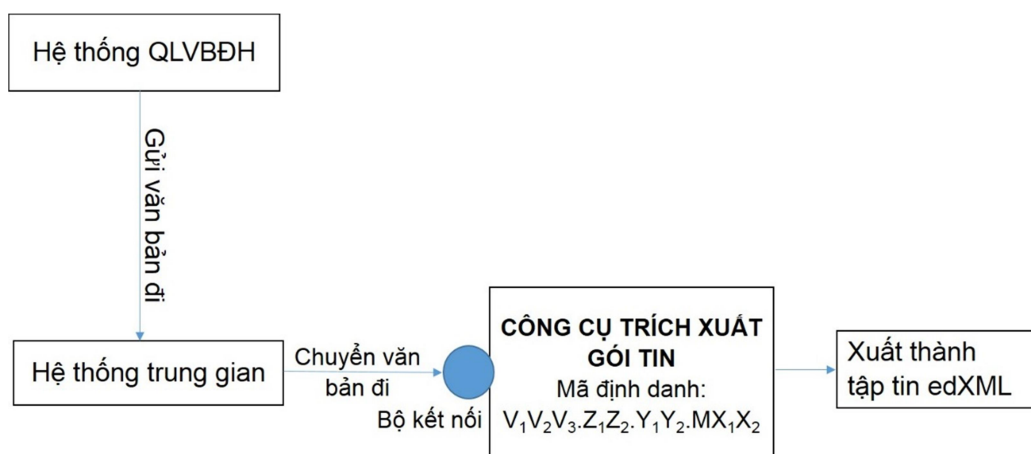 Hệ thống QLVBĐH
Gửi văn bản đi
Hệ thống trung gian
Chuyển văn
bản đi
Bộ kết nối
CÔNG CỤ TRÍCH XUẤT
GÓI TIN
Mã định danh:
V₁V₂V₃.Z₁Z₂.Y₁Y₂.MX₁X₂
Xuất thành
tập tin edXML